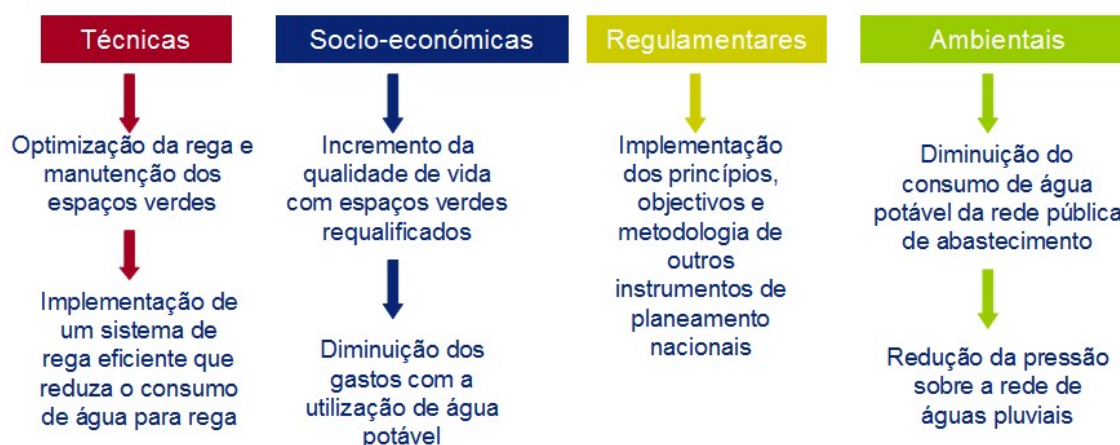 Técnicas
Optimização da rega e
manutenção dos
espaços verdes
Implementação de
um sistema de
rega eficiente que
reduza o consumo
de água para rega
Socio-económicas
Incremento da
qualidade de vida
com espaços verdes
requalificados
Diminuição dos
gastos com a
utilização de água
potável
Regulamentares
Implementação
dos princípios,
objectivos e
metodologia de
outros
instrumentos de
planeamento
nacionais
Ambientais
Diminuição do
consumo de água
potável da rede pública
de abastecimento
Redução da pressão
sobre a rede de
águas pluviais